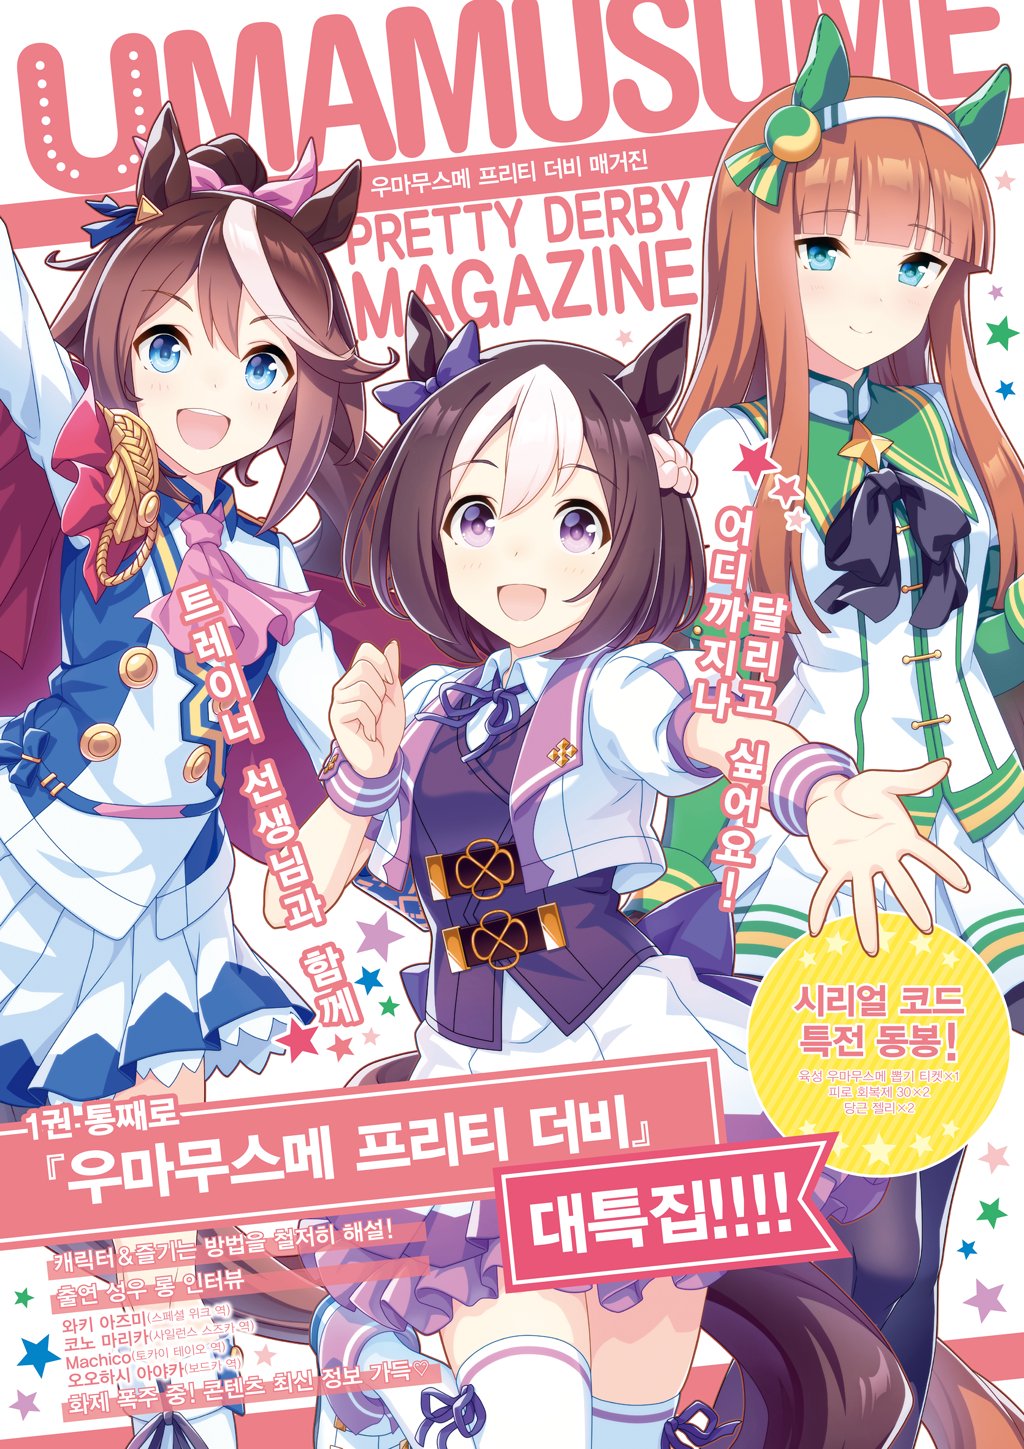 UMAMUSUME
우마무스메 프리티 더비 매거진
PRETTY DERBY
MAGAZINE
트레이너 선생님과 함께
어디까지나
달리고 싶어요!
시리얼 코드
특전 동봉!
육성 우마무스메 뽑기 티켓×1
피로 회복제 30×2
당근 젤리×2
1권·통째로
『우마무스메 프리티 더비』
대특집!!!!
캐릭터&즐기는 방법을 철저히 해설!
출연 성우 롱 인터뷰
와키 아즈미(스페셜 위크 역)
코노 마리카(사일런스 스즈카 역)
Machico(토카이 테이오 역)
오오하시 아야카(보드카 역)
화제 폭주 중! 콘텐츠 최신 정보 가득♡